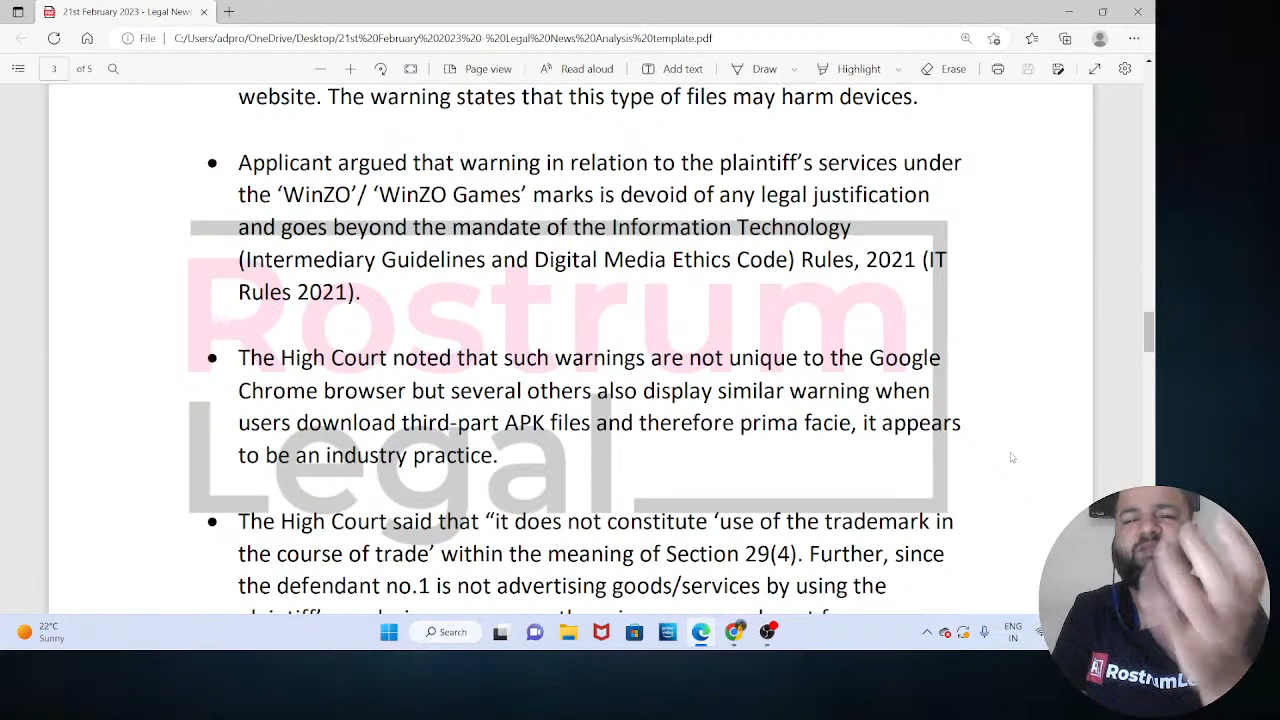 21st February 2023 - Legal News
File C:/Users/adpro/OneDrive/Desktop/21st%20February%202023%20-%20Legal%20News%20Analysis%20template.pdf
3 of 5 Page view Read aloud Add text Draw Highlight Erase
website. The warning states that this type of files may harm devices.
• Applicant argued that warning in relation to the plaintiff's services under
the 'WinZO'/ 'WinZO Games' marks is devoid of any legal justification
and goes beyond the mandate of the Information Technology
(Intermediary Guidelines and Digital Media Ethics Code) Rules, 2021 (IT
Rules 2021).
• The High Court noted that such warnings are not unique to the Google
Chrome browser but several others also display similar warning when
users download third-part APK files and therefore prima facie, it appears
to be an industry practice.
• The High Court said that "it does not constitute 'use of the trademark in
the course of trade' within the meaning of Section 29(4). Further, since
the defendant no.1 is not advertising goods/services by using the
Rostrum
Legal
22°C
Sunny
Search
ENG
IN
RostrumLe